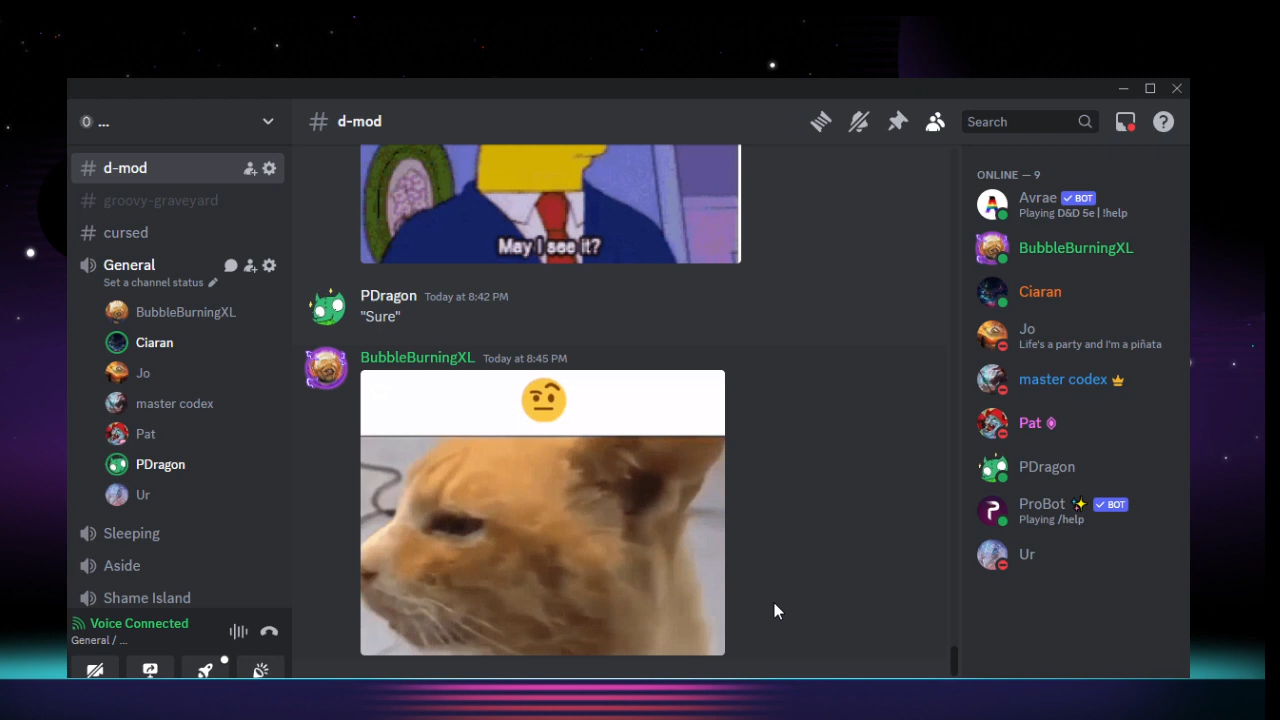 ...
d-mod
Search
d-mod
groovy-graveyard
cursed
General
Set a channel status
BubbleBurningXL
Ciaran
Jo
master codex
Pat
PDragon
Ur
Sleeping
Aside
Shame Island
Voice Connected
General / ...
May I see it?
PDragon Today at 8:42 PM
"Sure"
BubbleBurningXL Today at 8:45 PM
ONLINE — 9
Avrae BOT
Playing D&D 5e | !help
BubbleBurningXL
Ciaran
Jo
Life's a party and I'm a piñata
master codex
Pat
PDragon
ProBot ✨ BOT
Playing /help
Ur